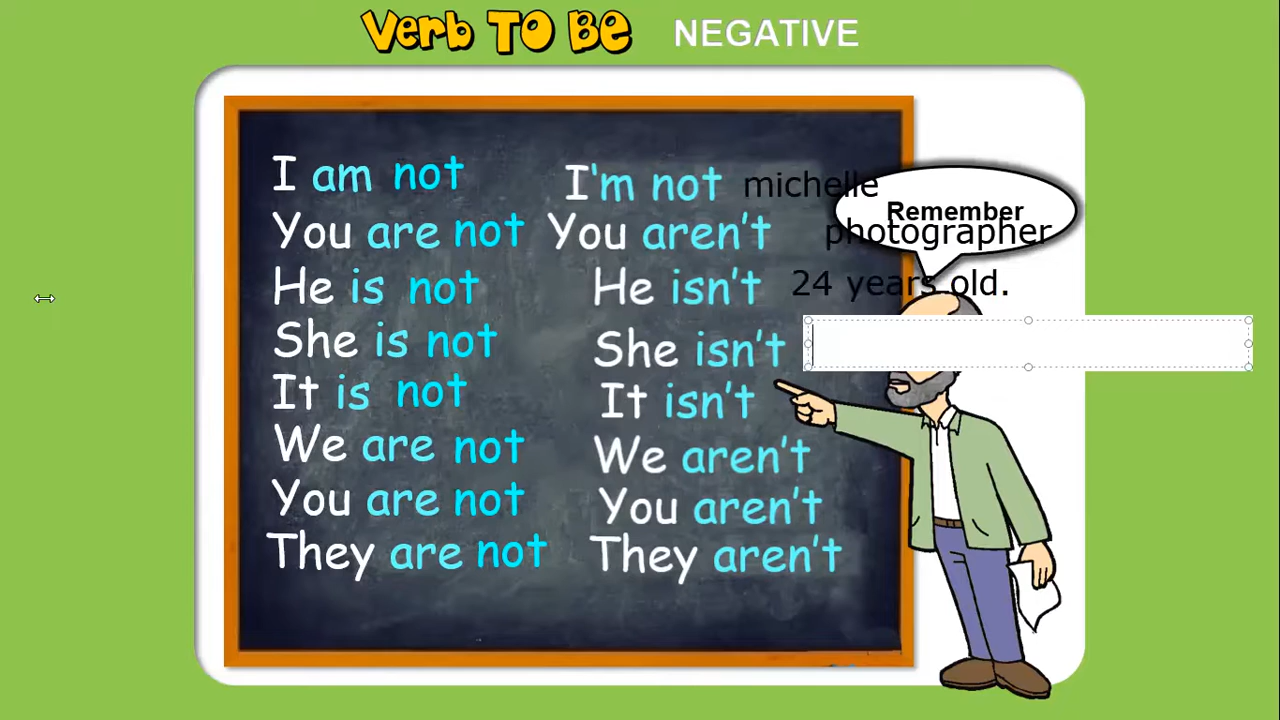 Verb TO BE NEGATIVE
I am not I'm not michelle
Remember
You are not You aren't photographer
He is not He isn't 24 years old.
She is not She isn't
It is not It isn't
We are not We aren't
You are not You aren't
They are not They aren't